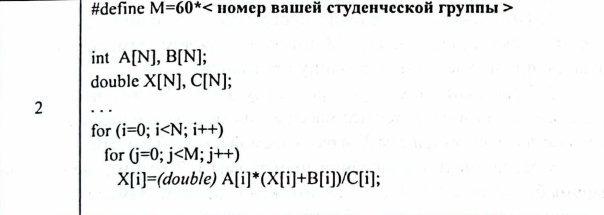 #define M=60*< номер вашей студенческой группы >
int A[N], B[N];
double X[N], C[N];
2
. . .
for (i=0; i<N; i++)
for (j=0; j<M; j++)
X[i]=(double) A[i]*(X[i]+B[i])/C[i];